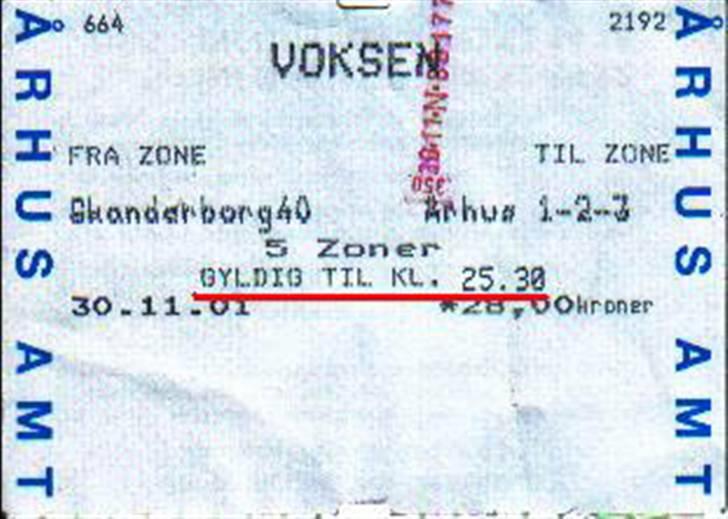 ÅRHUS AMT
664
2192
VOKSEN
FRA ZONE
TIL ZONE
Skanderborg40
Århus 1-2-3
5 Zoner
GYLDIG TIL KL. 25.30
30.11.01
*28,00kroner
ÅRHUS AMT